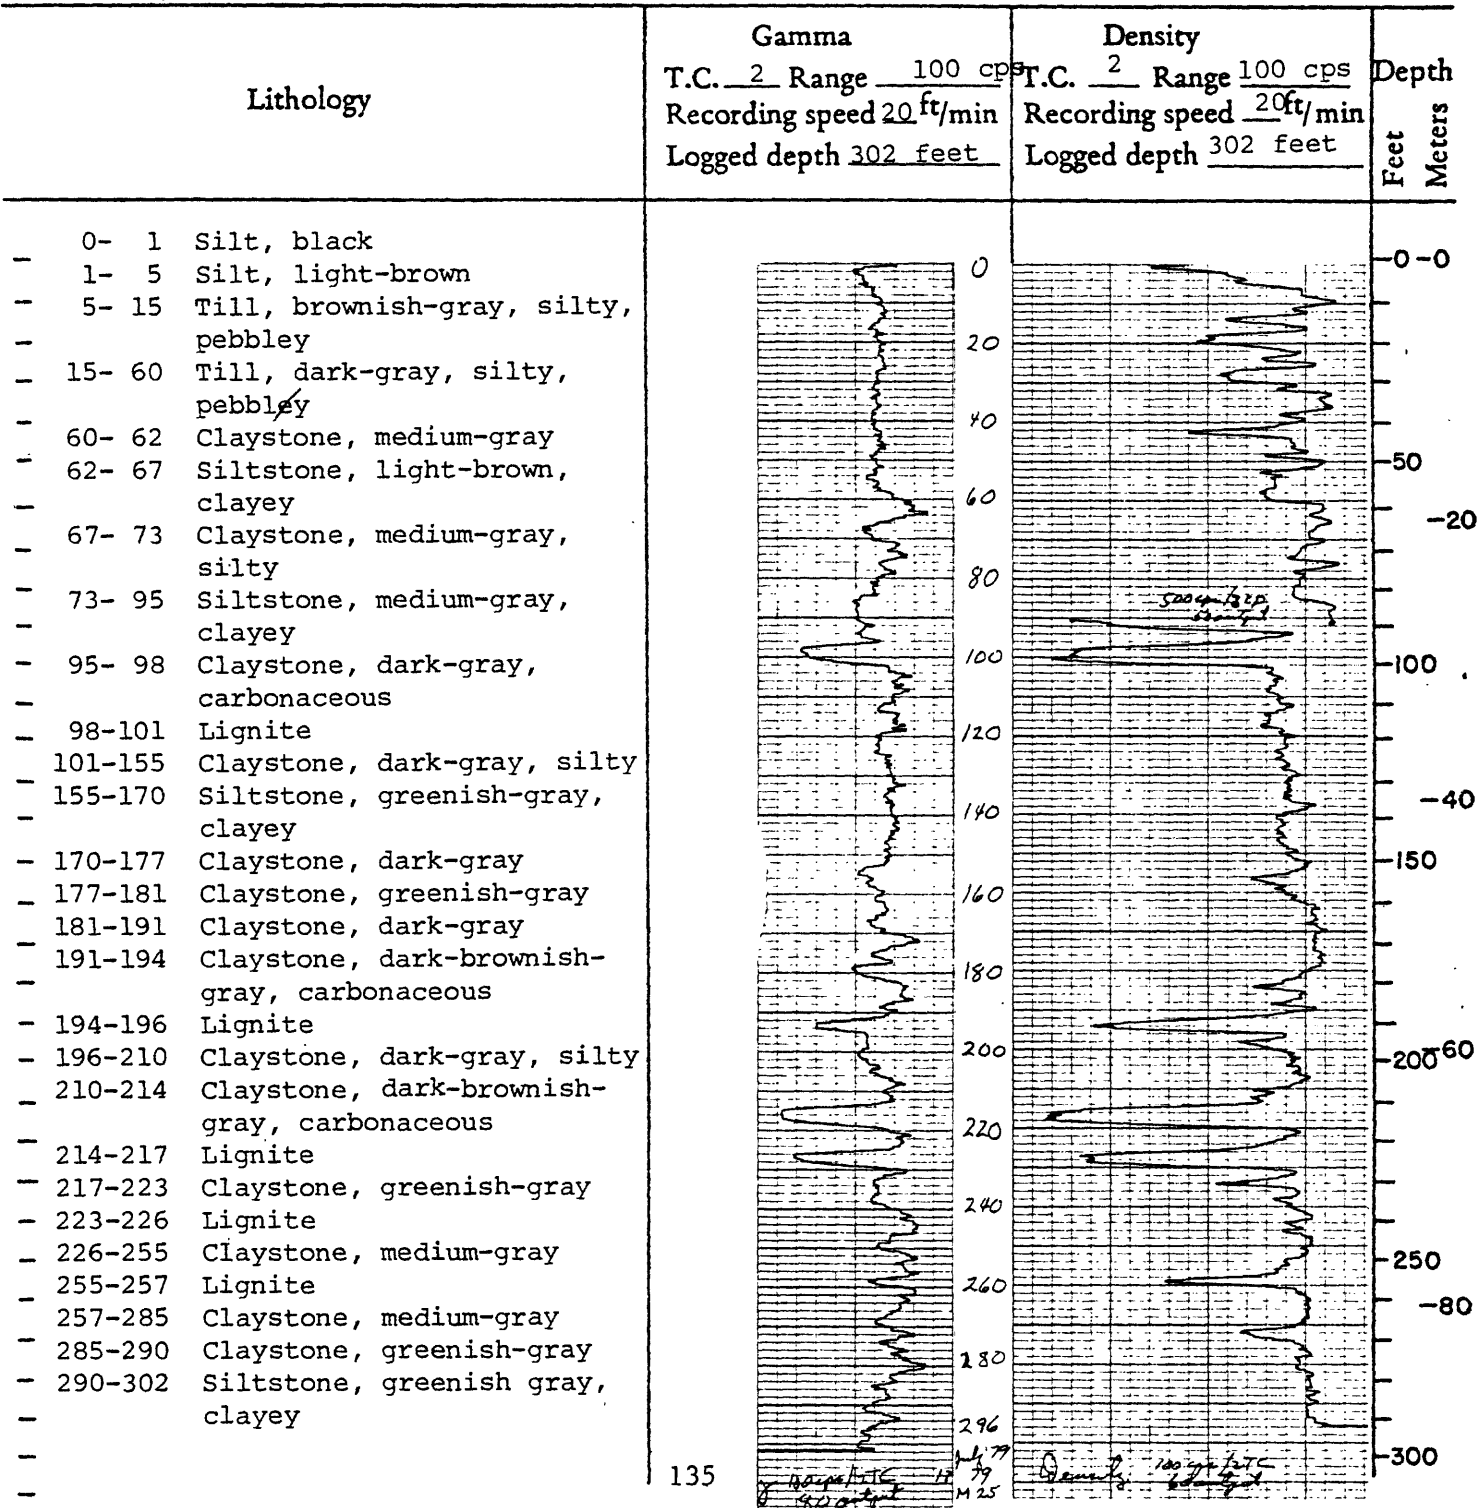 Lithology
Gamma
T.C. 2 Range 100 cps
Recording speed 20 ft/min
Logged depth 302 feet
Density
T.C. 2 Range 100 cps
Recording speed 20ft/min
Logged depth 302 feet
Depth
Feet
Meters
0- 1 Silt, black
1- 5 Silt, light-brown
5- 15 Till, brownish-gray, silty,
pebbley
15- 60 Till, dark-gray, silty,
pebbley
60- 62 Claystone, medium-gray
62- 67 Siltstone, light-brown,
clayey
67- 73 Claystone, medium-gray,
silty
73- 95 Siltstone, medium-gray,
clayey
95- 98 Claystone, dark-gray,
carbonaceous
98-101 Lignite
101-155 Claystone, dark-gray, silty
155-170 Siltstone, greenish-gray,
clayey
170-177 Claystone, dark-gray
177-181 Claystone, greenish-gray
181-191 Claystone, dark-gray
191-194 Claystone, dark-brownish-
gray, carbonaceous
194-196 Lignite
196-210 Claystone, dark-gray, silty
210-214 Claystone, dark-brownish-
gray, carbonaceous
214-217 Lignite
217-223 Claystone, greenish-gray
223-226 Lignite
226-255 Claystone, medium-gray
255-257 Lignite
257-285 Claystone, medium-gray
285-290 Claystone, greenish-gray
290-302 Siltstone, greenish gray,
clayey
0
20
40
60
80
100
120
140
160
180
200
220
240
260
280
296
July 79
79
M 25
135
Density 100 cps/2TC
-0-0
-50
-20
-100
-40
-150
-200-60
-250
-80
-300